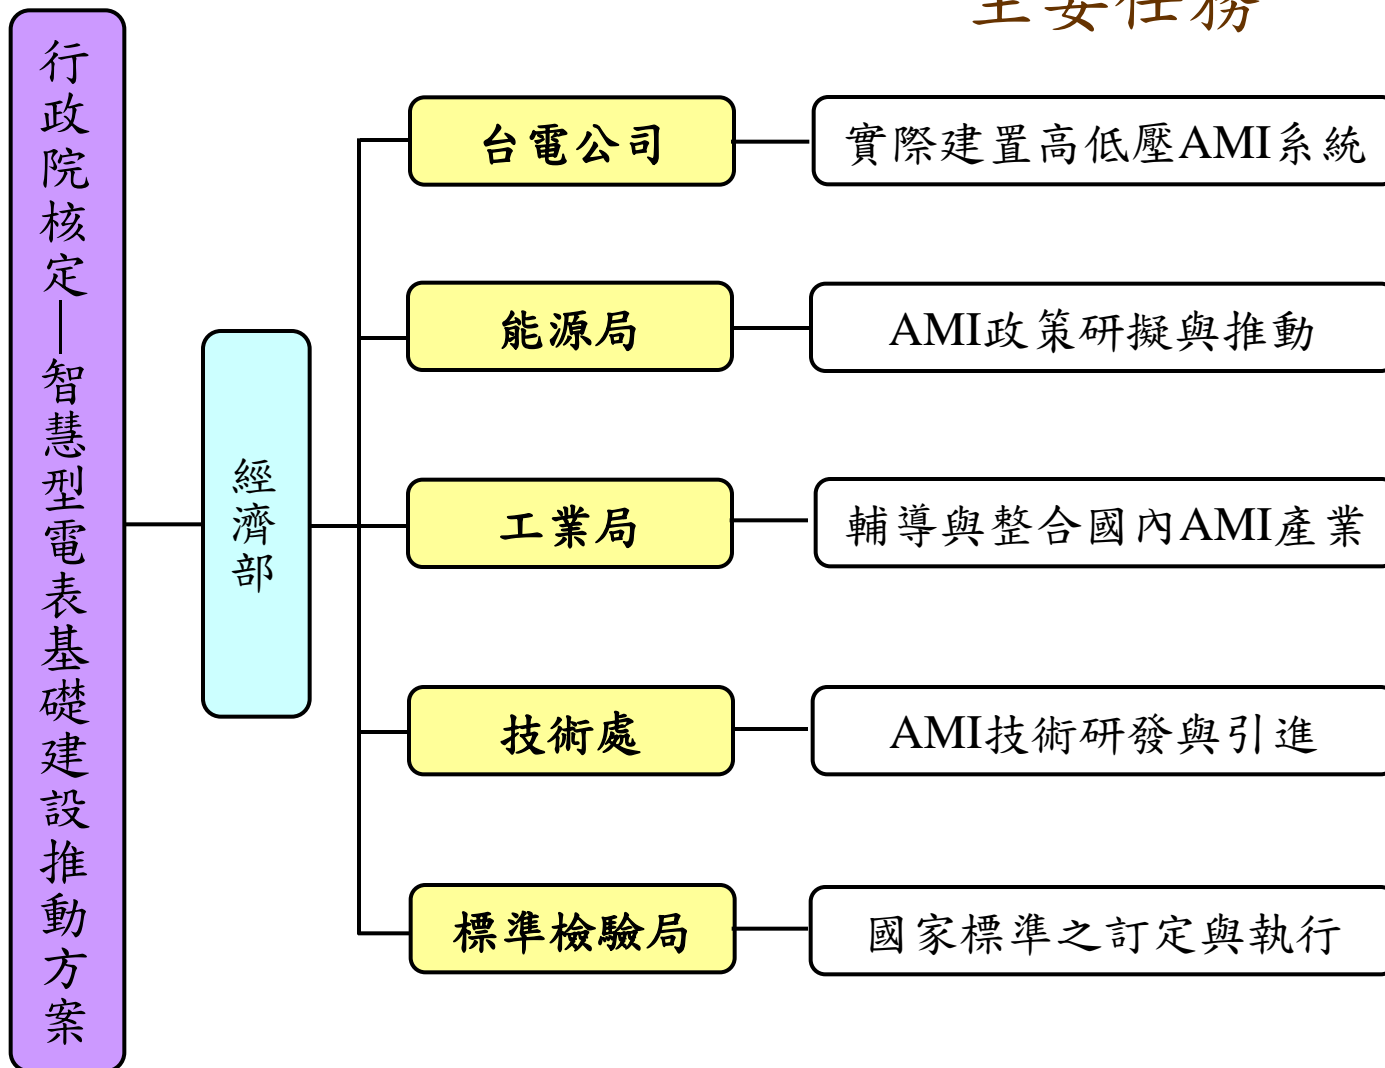 主要任務
行政院核定—智慧型電表基礎建設推動方案
經濟部
台電公司
實際建置高低壓AMI系統
能源局
AMI政策研擬與推動
工業局
輔導與整合國內AMI產業
技術處
AMI技術研發與引進
標準檢驗局
國家標準之訂定與執行